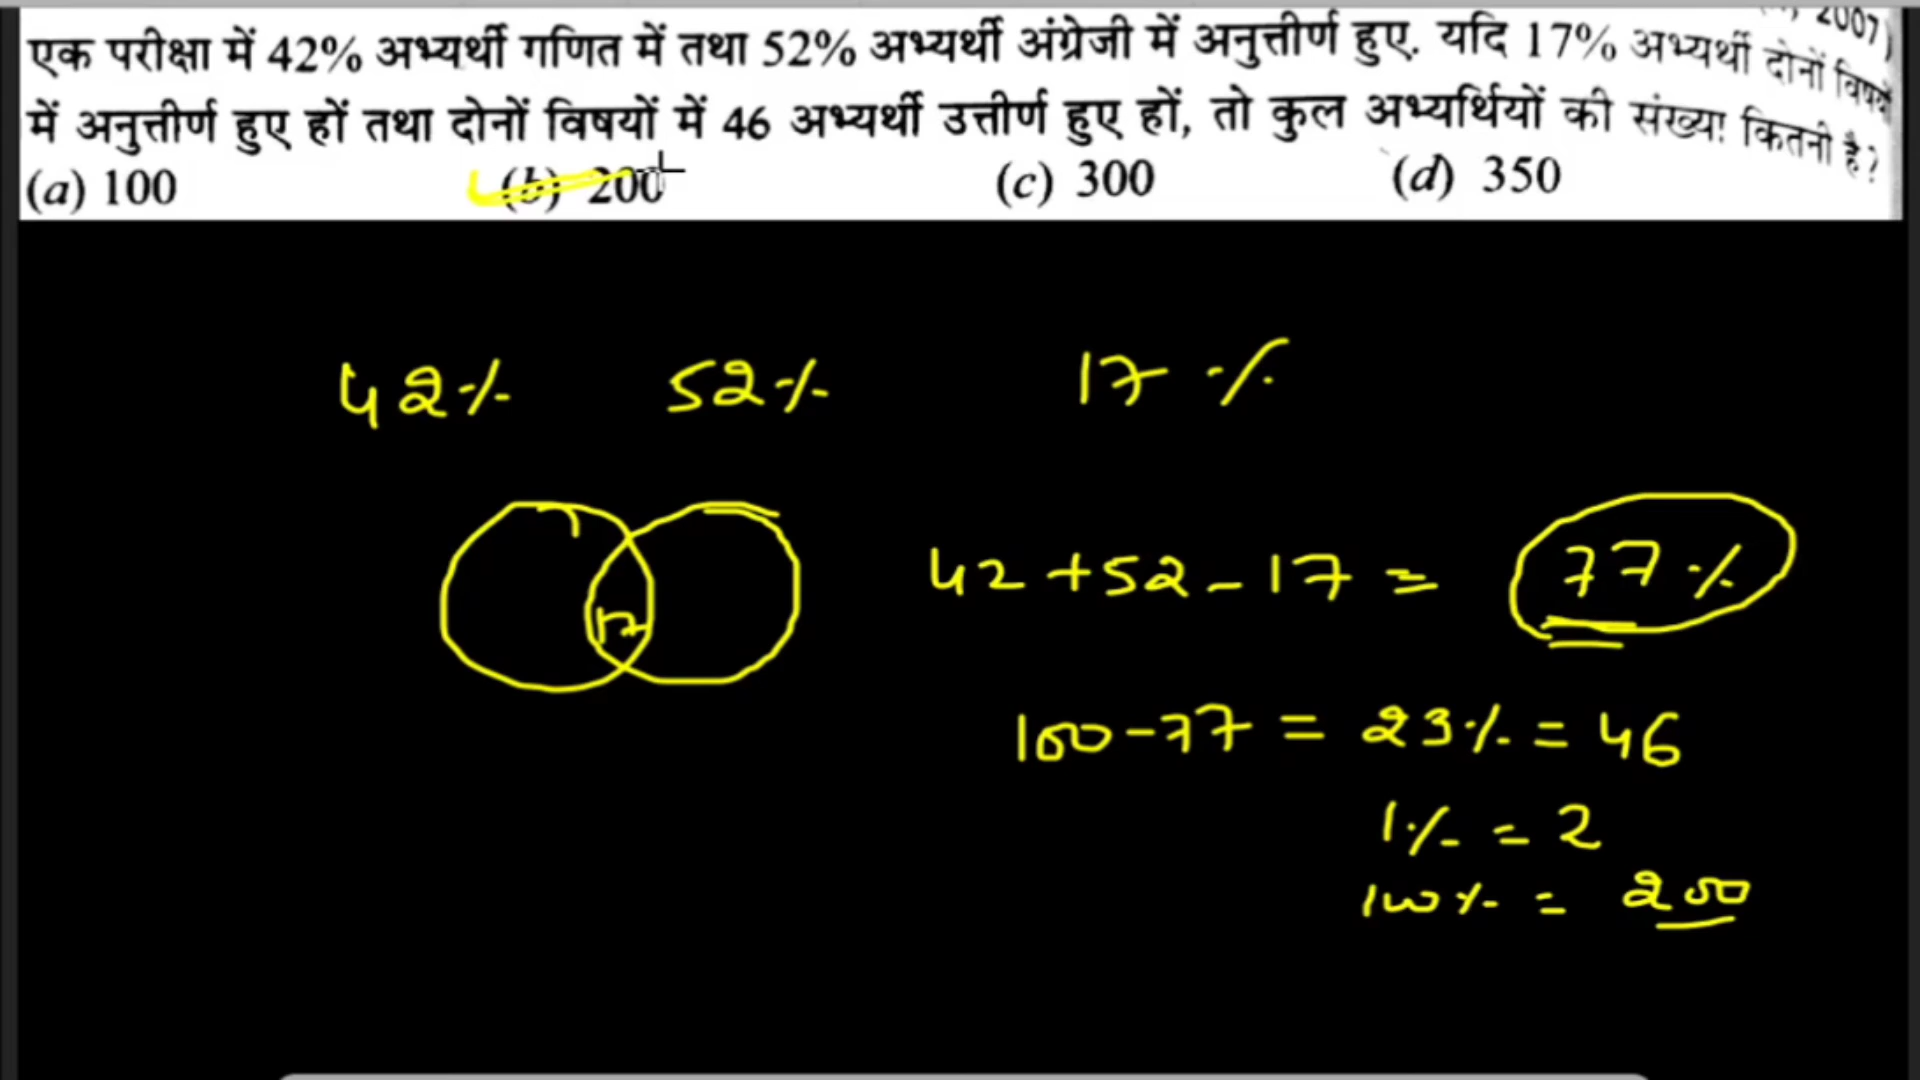 2007)
एक परीक्षा में 42% अभ्यर्थी गणित में तथा 52% अभ्यर्थी अंग्रेजी में अनुत्तीर्ण हुए. यदि 17% अभ्यर्थी दोनों विषयों
में अनुत्तीर्ण हुए हों तथा दोनों विषयों में 46 अभ्यर्थी उत्तीर्ण हुए हों, तो कुल अभ्यर्थियों की संख्या कितनी है?
(a) 100 (b) 200 (c) 300 (d) 350
42% 52% 17%
17
42+52-17 = 77%
100-77 = 23% = 46
1% = 2
100% = 200